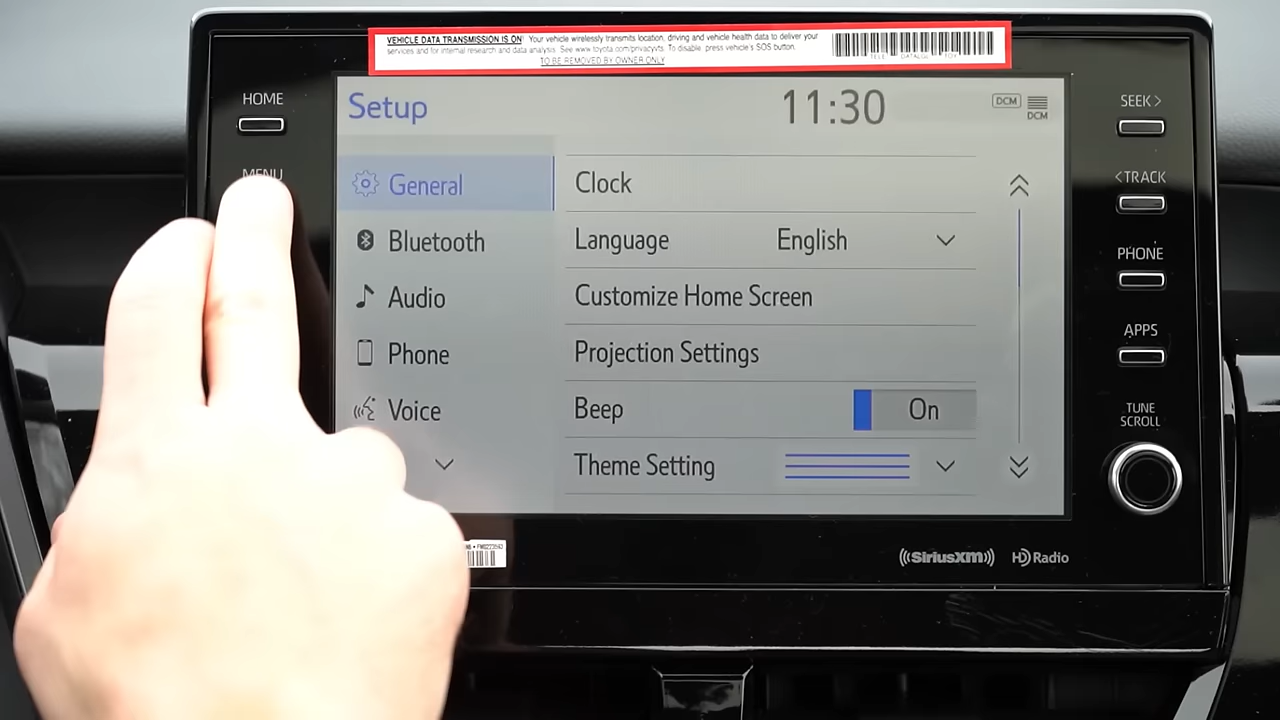 VEHICLE DATA TRANSMISSION IS ON! Your vehicle wirelessly transmits location, driving and vehicle health data to deliver your
services and for internal research and data analysis. See www.toyota.com/privacyvts. To disable, press vehicle's SOS button.
TO BE REMOVED BY OWNER ONLY
HOME
MENU
Setup
11:30
DCM
DCM
General
Bluetooth
Audio
Phone
Voice
Clock
Language English
Customize Home Screen
Projection Settings
Beep On
Theme Setting
SEEK >
< TRACK
PHONE
APPS
TUNE
SCROLL
SiriusXM
HD Radio